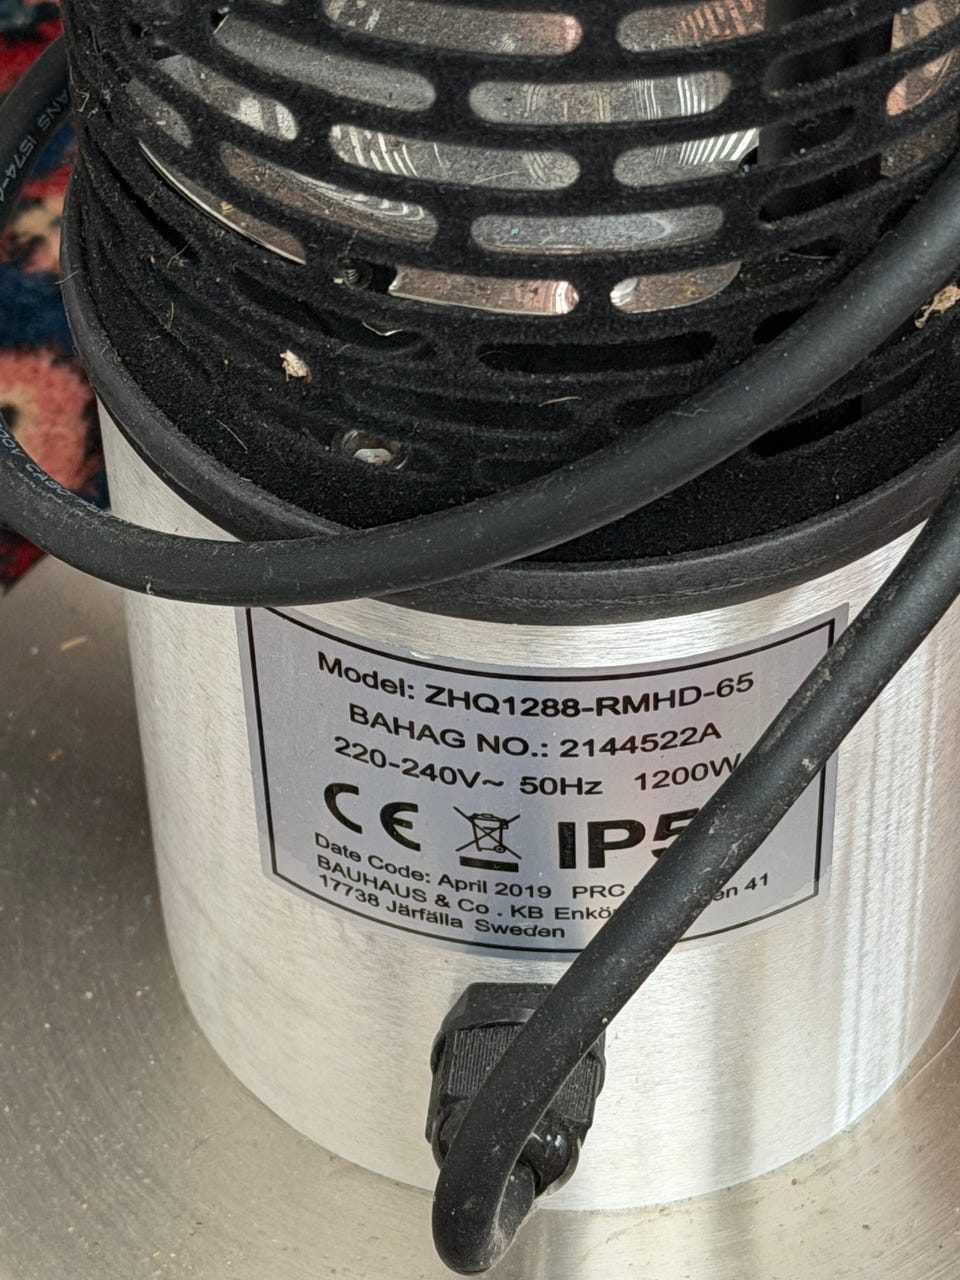 Model: ZHQ1288-RMHD-65
BAHAG NO.: 2144522A
220-240V~ 50Hz 1200W
CE IP5
Date Code: April 2019 PRC
BAUHAUS & Co . KB 41
17738 Järfälla Sweden